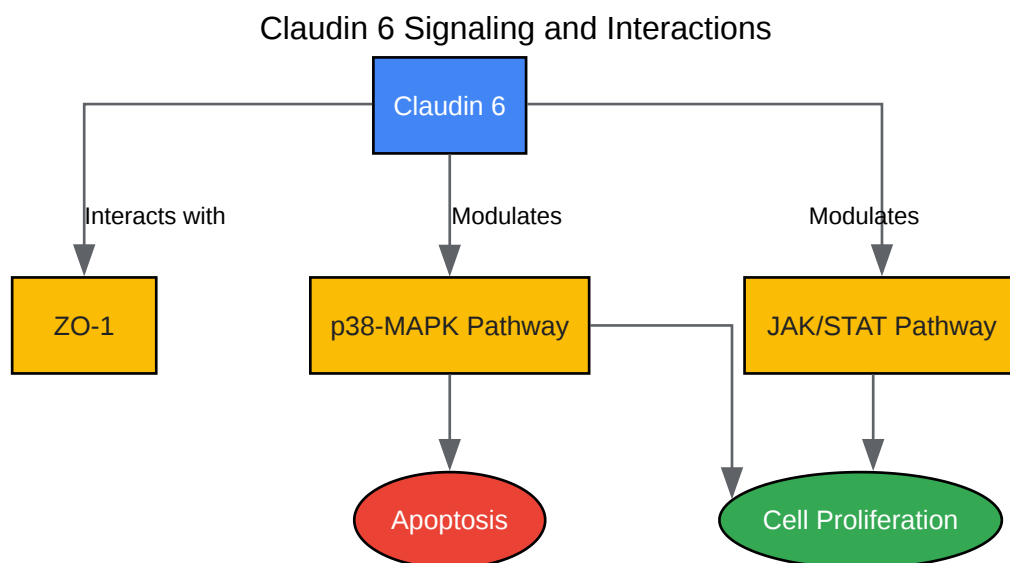 Claudin 6 Signaling and Interactions
Claudin 6
Interacts with
Modulates
Modulates
ZO-1
p38-MAPK Pathway
JAK/STAT Pathway
Apoptosis
Cell Proliferation